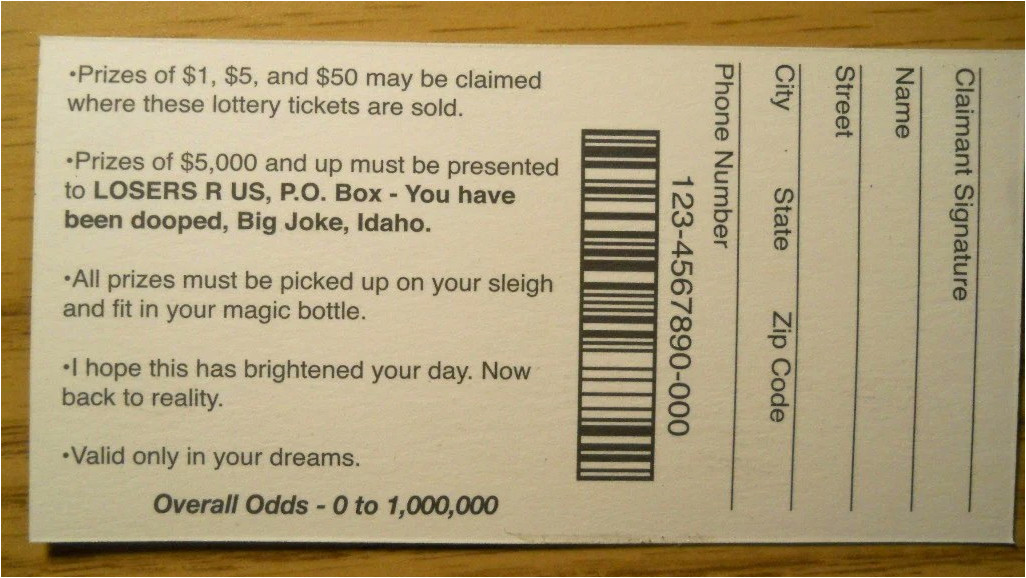 •Prizes of $1, $5, and $50 may be claimed
where these lottery tickets are sold.
•Prizes of $5,000 and up must be presented
to LOSERS R US, P.O. Box - You have
been dooped, Big Joke, Idaho.
•All prizes must be picked up on your sleigh
and fit in your magic bottle.
•I hope this has brightened your day. Now
back to reality.
•Valid only in your dreams.
Overall Odds - 0 to 1,000,000
123-4567890-000
Claimant Signature
Name
Street
City State Zip Code
Phone Number